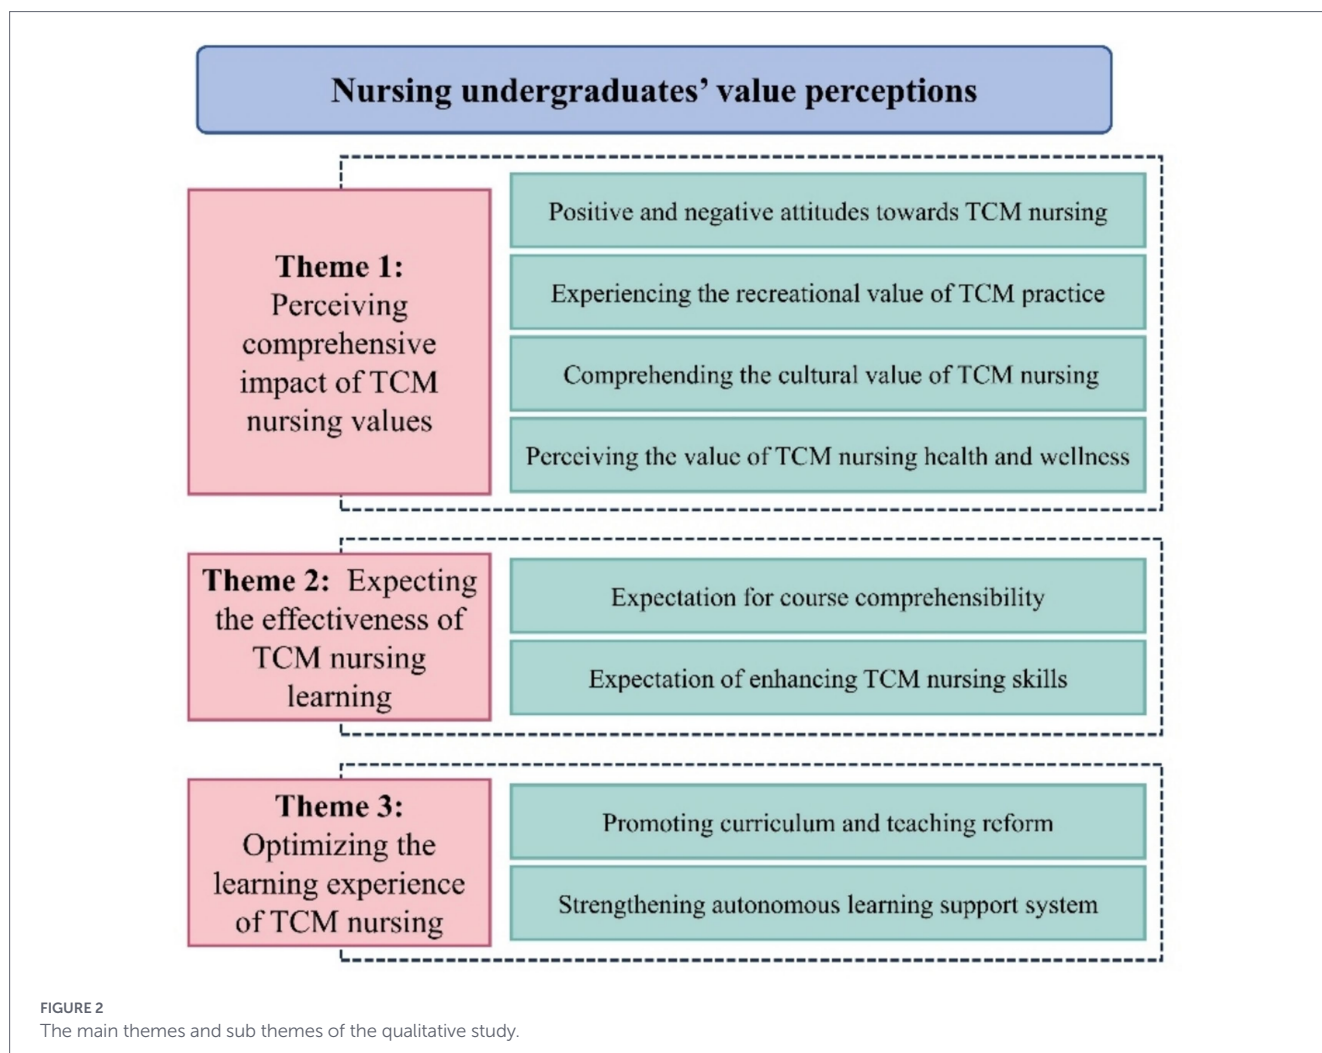 Nursing undergraduates’ value perceptions
Theme 1:
Perceiving
comprehensive
impact of TCM
nursing values
Positive and negative attitudes towards TCM nursing
Experiencing the recreational value of TCM practice
Comprehending the cultural value of TCM nursing
Perceiving the value of TCM nursing health and wellness
Theme 2: Expecting
the effectiveness of
TCM nursing
learning
Expectation for course comprehensibility
Expectation of enhancing TCM nursing skills
Theme 3:
Optimizing the
learning experience
of TCM nursing
Promoting curriculum and teaching reform
Strengthening autonomous learning support system
FIGURE 2
The main themes and sub themes of the qualitative study.